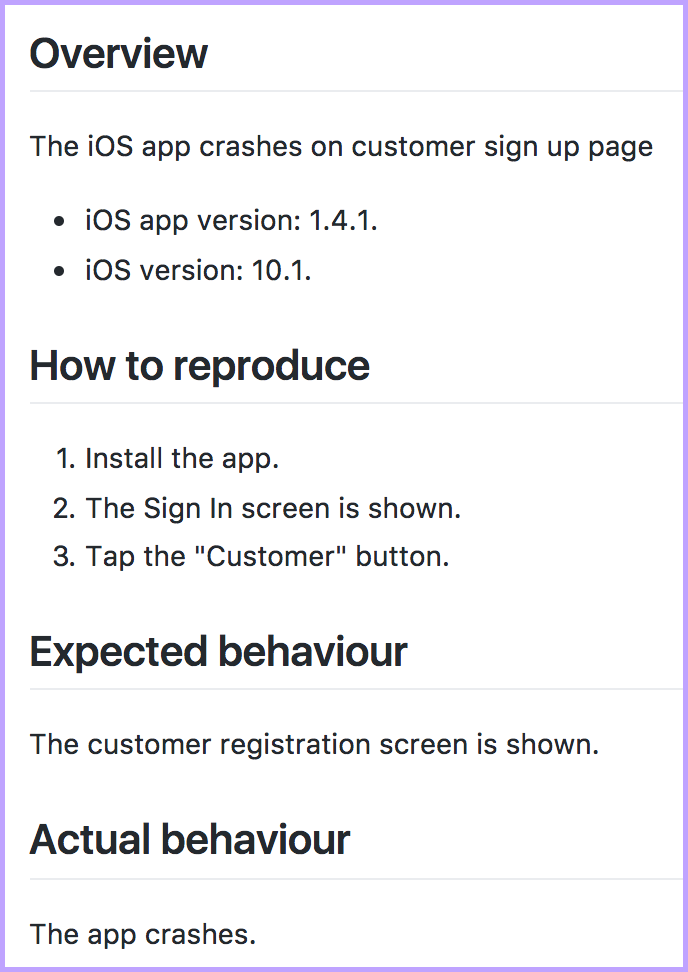 Overview
The iOS app crashes on customer sign up page
• iOS app version: 1.4.1.
• iOS version: 10.1.
How to reproduce
1. Install the app.
2. The Sign In screen is shown.
3. Tap the "Customer" button.
Expected behaviour
The customer registration screen is shown.
Actual behaviour
The app crashes.